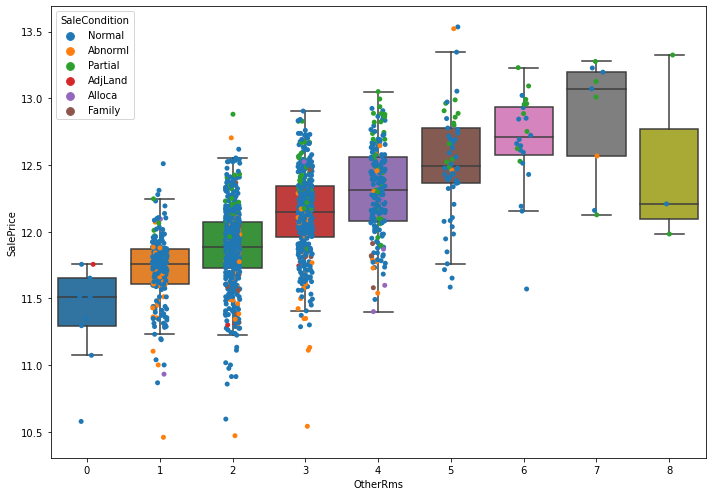 SaleCondition
Normal
Abnorml
Partial
AdjLand
Alloca
Family
13.5
13.0
12.5
12.0
11.5
11.0
10.5
SalePrice
0 1 2 3 4 5 6 7 8
OtherRms